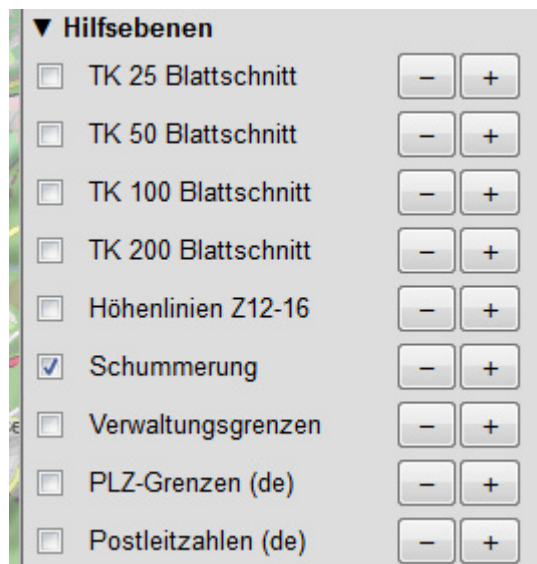 ▼ Hilfsebenen
TK 25 Blattschnitt − +
TK 50 Blattschnitt − +
TK 100 Blattschnitt − +
TK 200 Blattschnitt − +
Höhenlinien Z12-16 − +
Schummerung − +
Verwaltungsgrenzen − +
PLZ-Grenzen (de) − +
Postleitzahlen (de) − +